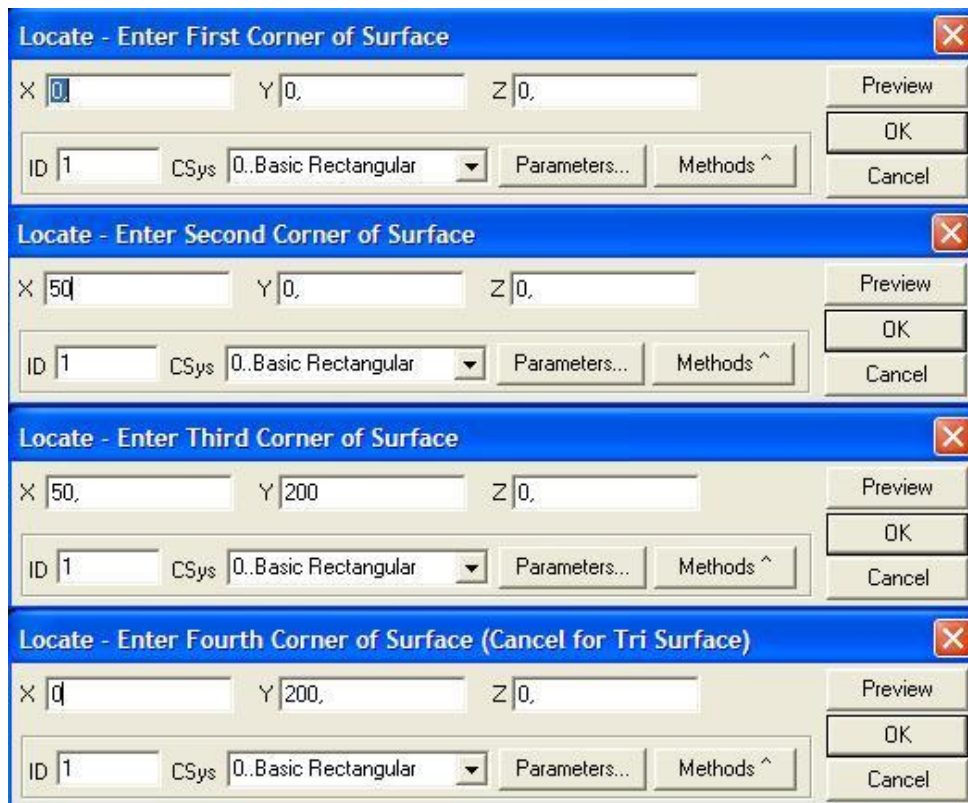 Locate - Enter First Corner of Surface
X 0, Y 0, Z 0, Preview
OK
ID 1 CSys 0..Basic Rectangular Parameters... Methods ^
Cancel
Locate - Enter Second Corner of Surface
X 50 Y 0, Z 0, Preview
OK
ID 1 CSys 0..Basic Rectangular Parameters... Methods ^
Cancel
Locate - Enter Third Corner of Surface
X 50, Y 200 Z 0, Preview
OK
ID 1 CSys 0..Basic Rectangular Parameters... Methods ^
Cancel
Locate - Enter Fourth Corner of Surface (Cancel for Tri Surface)
X 0 Y 200, Z 0, Preview
OK
ID 1 CSys 0..Basic Rectangular Parameters... Methods ^
Cancel